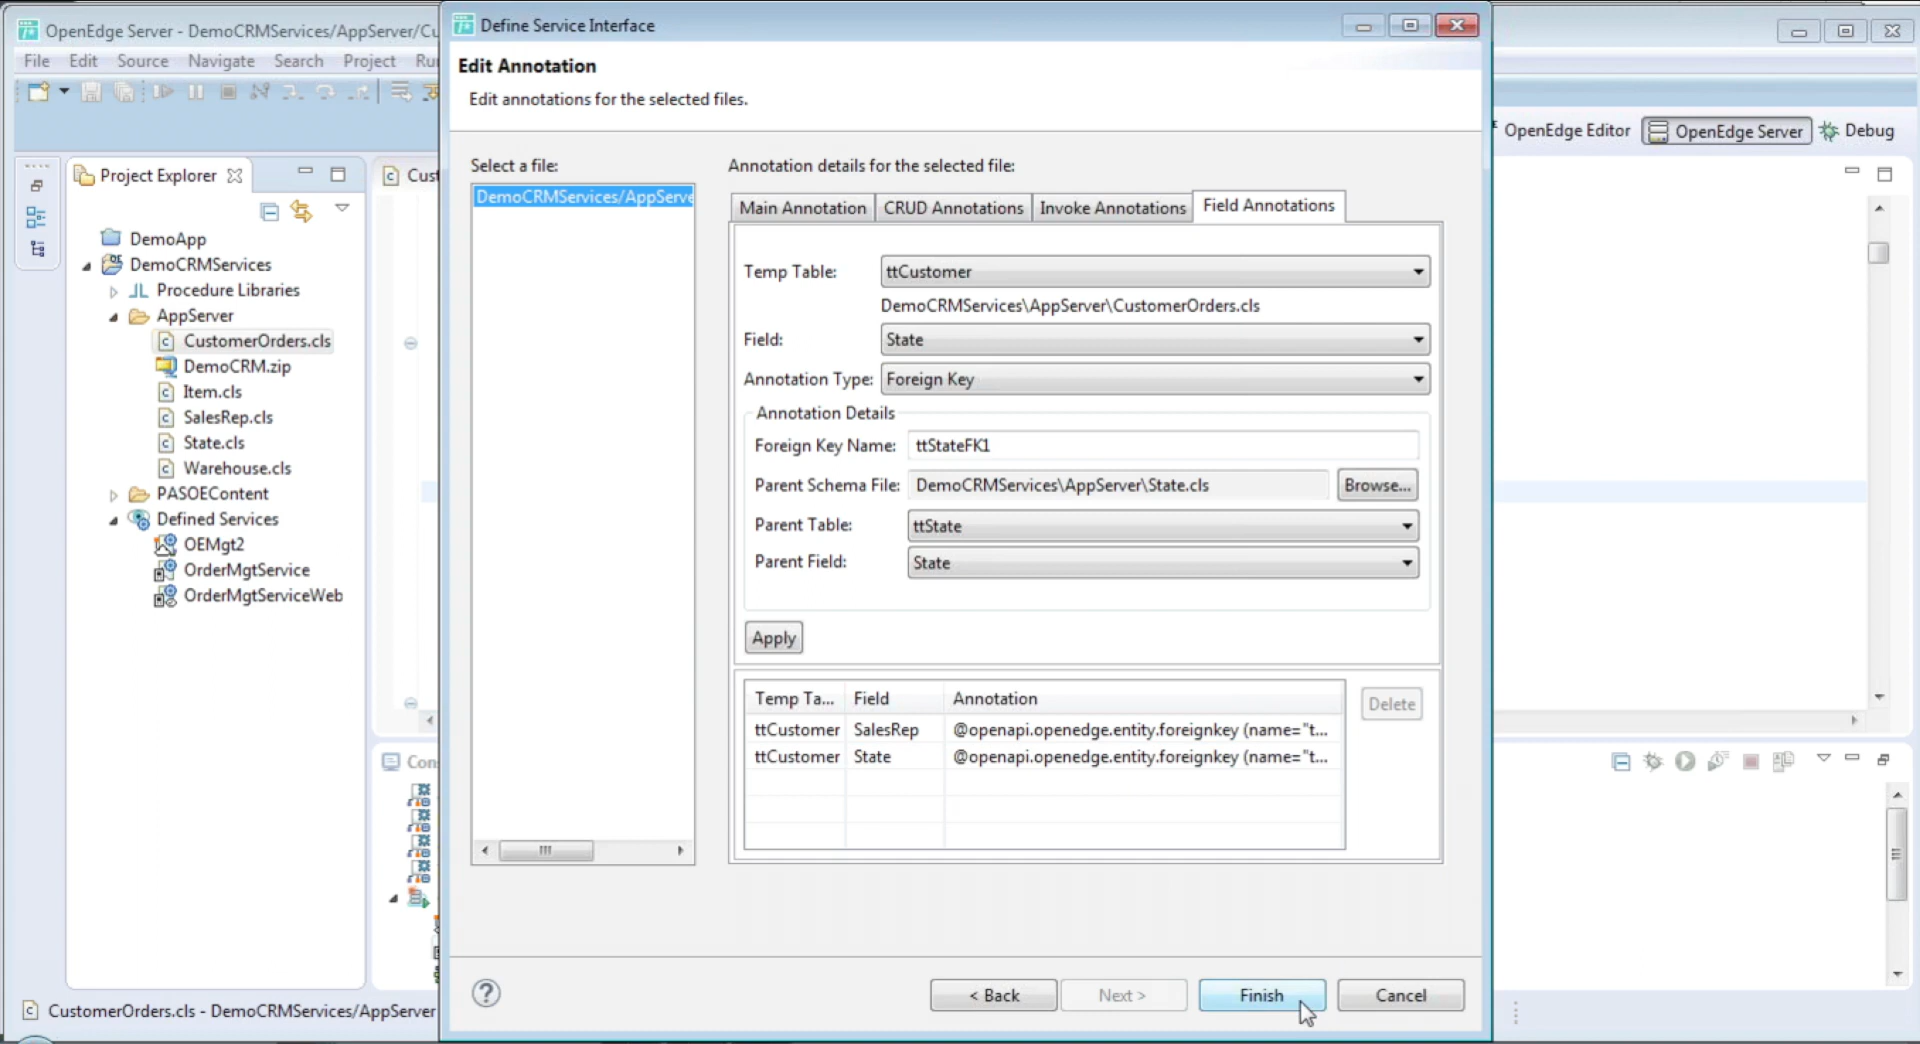 OpenEdge Server - DemoCRMServices/AppServer/Cu
File Edit Source Navigate Search Project Ru
Project Explorer
DemoApp
DemoCRMServices
Procedure Libraries
AppServer
CustomerOrders.cls
DemoCRM.zip
Item.cls
SalesRep.cls
State.cls
Warehouse.cls
PASOEContent
Defined Services
OEMgt2
OrderMgtService
OrderMgtServiceWeb
CustomerOrders.cls - DemoCRMServices/AppServer
Cust
Con
Define Service Interface
Edit Annotation
Edit annotations for the selected files.
Select a file:
DemoCRMServices/AppServe
Annotation details for the selected file:
Main Annotation CRUD Annotations Invoke Annotations Field Annotations
Temp Table: ttCustomer
DemoCRMServices\AppServer\CustomerOrders.cls
Field: State
Annotation Type: Foreign Key
Annotation Details
Foreign Key Name: ttStateFK1
Parent Schema File: DemoCRMServices\AppServer\State.cls Browse...
Parent Table: ttState
Parent Field: State
Apply
Temp Ta... Field Annotation
ttCustomer SalesRep @openapi.openedge.entity.foreignkey (name="t...
ttCustomer State @openapi.openedge.entity.foreignkey (name="t...
Delete
< Back Next > Finish Cancel
OpenEdge Editor OpenEdge Server Debug